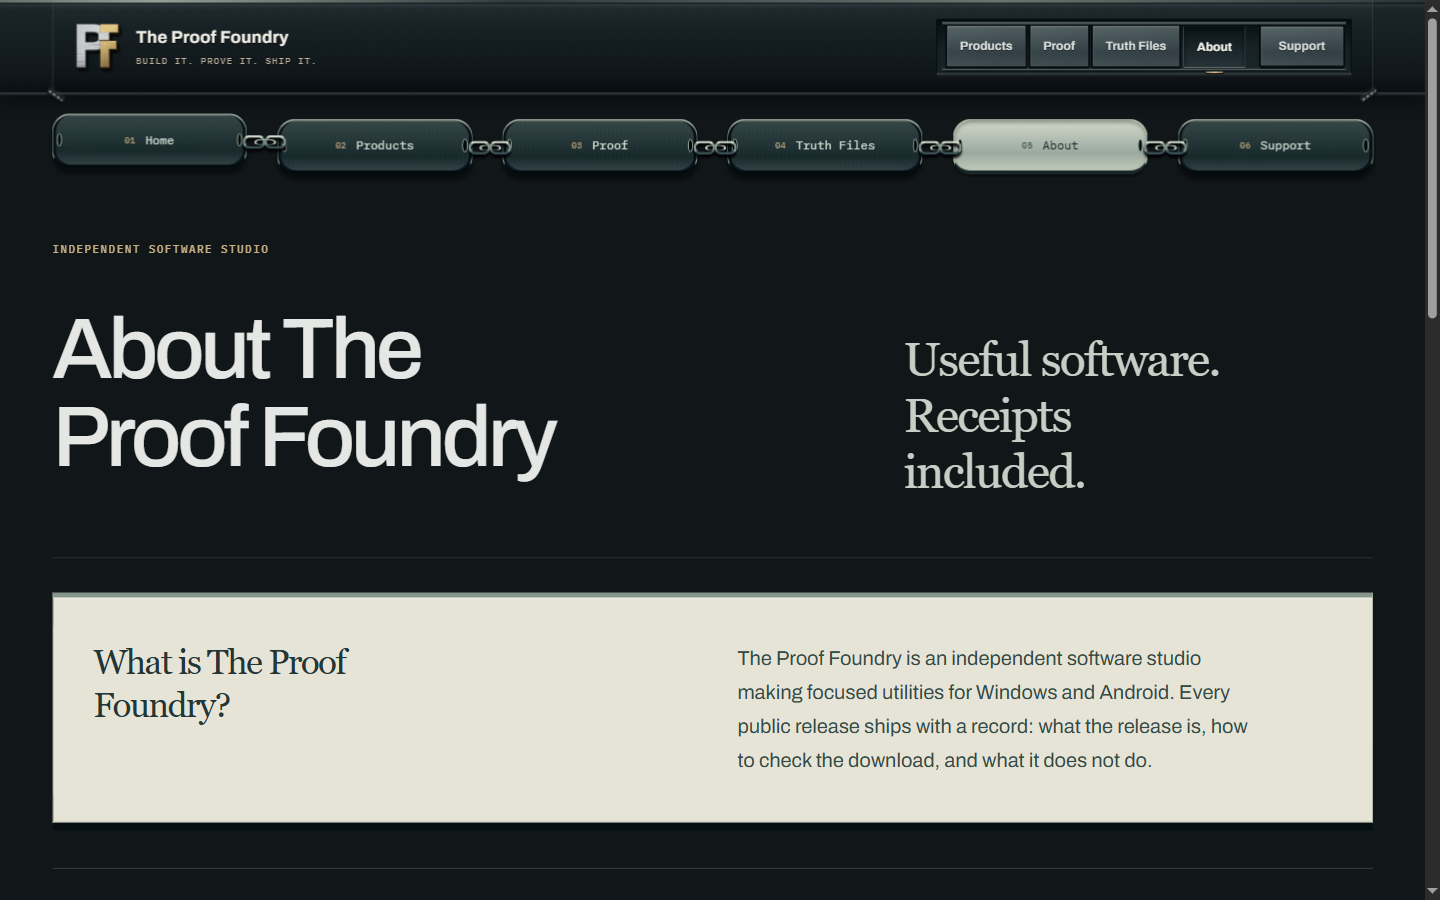 The Proof Foundry
BUILD IT. PROVE IT. SHIP IT.
Products
Proof
Truth Files
About
Support
01 Home
02 Products
03 Proof
04 Truth Files
05 About
06 Support
INDEPENDENT SOFTWARE STUDIO
About The
Proof Foundry
Useful software.
Receipts
included.
What is The Proof
Foundry?
The Proof Foundry is an independent software studio
making focused utilities for Windows and Android. Every
public release ships with a record: what the release is, how
to check the download, and what it does not do.